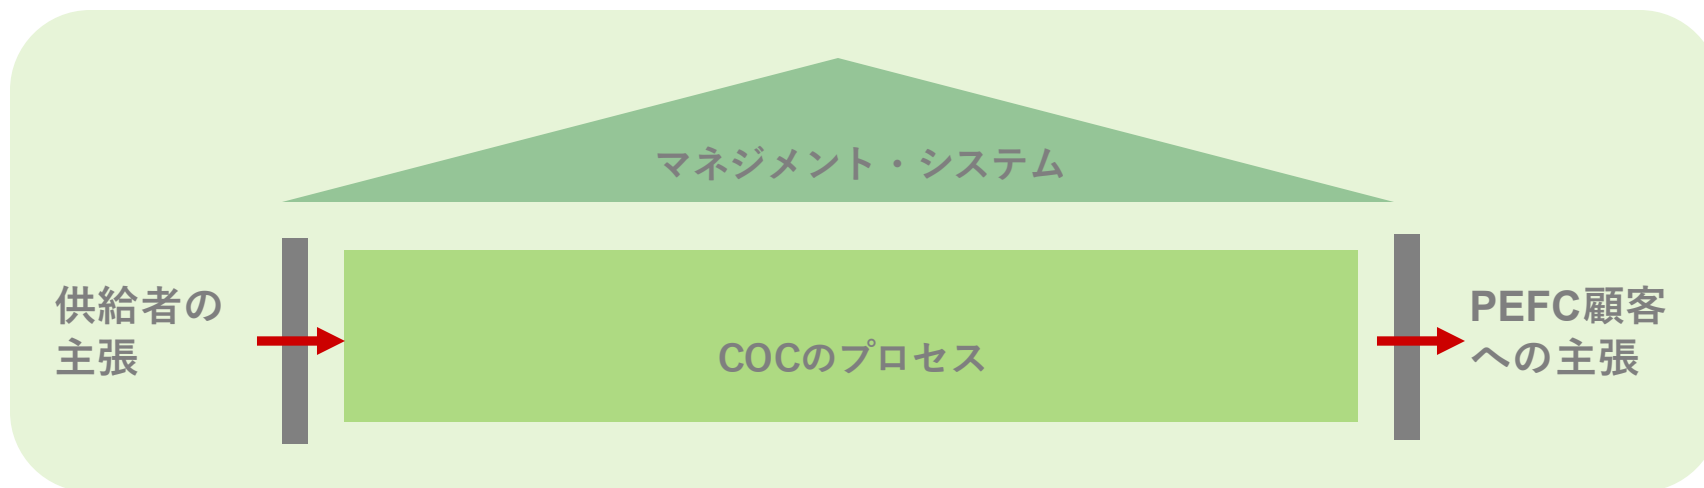 マネジメント・システム
供給者の
主張
COCのプロセス
PEFC顧客
への主張